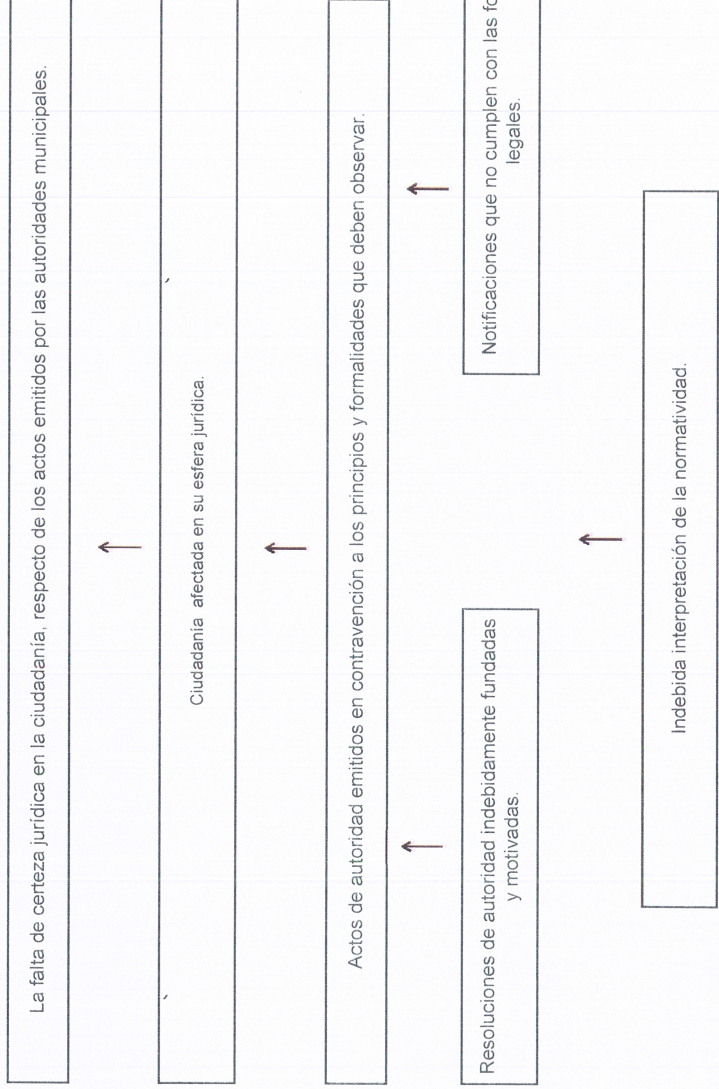 La falta de certeza jurídica en la ciudadanía, respecto de los actos emitidos por las autoridades municipales.
Ciudadanía afectada en su esfera jurídica.
Actos de autoridad emitidos en contravención a los principios y formalidades que deben observar.
Resoluciones de autoridad indebidamente fundadas
y motivadas.
Notificaciones que no cumplen con las
legales.
Indebida interpretación de la normatividad.